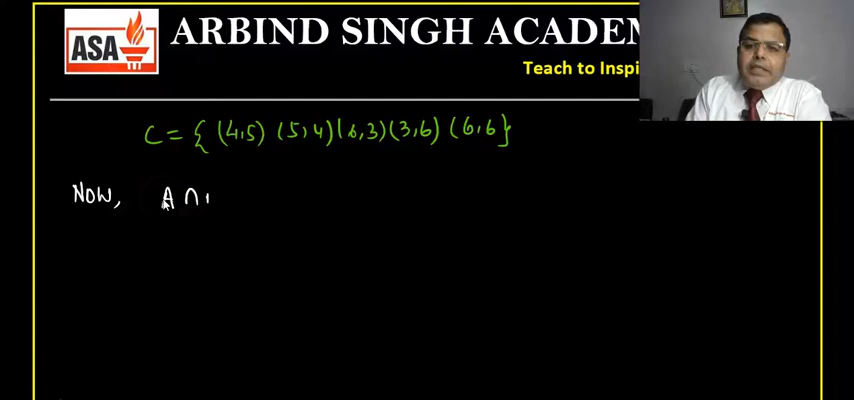 ASA
ARBIND SINGH ACADEM
Teach to Inspi
C = { (4,5) (5,4) (6,3) (3,6) (6,6) }
Now, A ∩